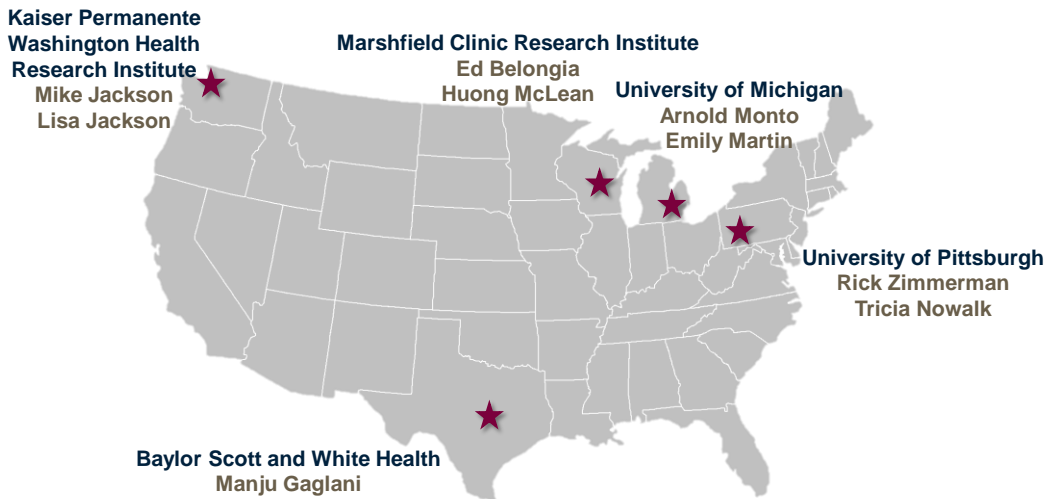 Kaiser Permanente
Washington Health
Research Institute
Mike Jackson
Lisa Jackson
Marshfield Clinic Research Institute
Ed Belongia
Huong McLean
University of Michigan
Arnold Monto
Emily Martin
University of Pittsburgh
Rick Zimmerman
Tricia Nowalk
Baylor Scott and White Health
Manju Gaglani